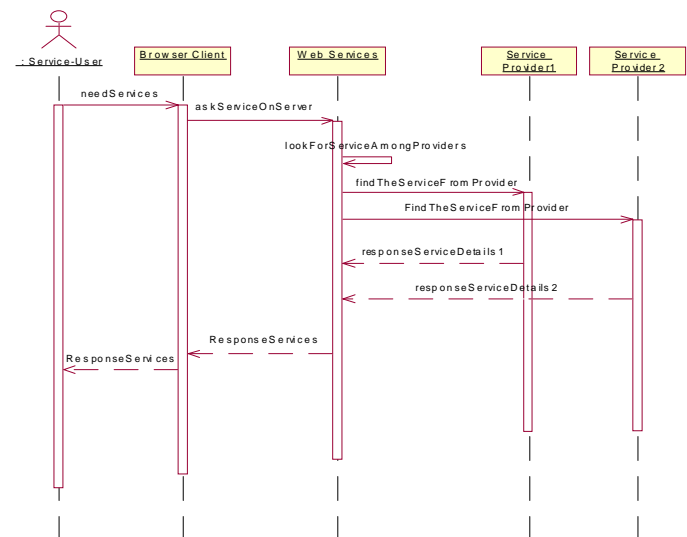 : Service-User
Browser Client
Web Services
Service
Provider1
Service
Provider2
needServices
askServiceOnServer
lookForServiceAmongProviders
findTheServiceFromProvider
FindTheServiceFromProvider
responseServiceDetails1
responseServiceDetails2
ResponseServices
ResponseServices